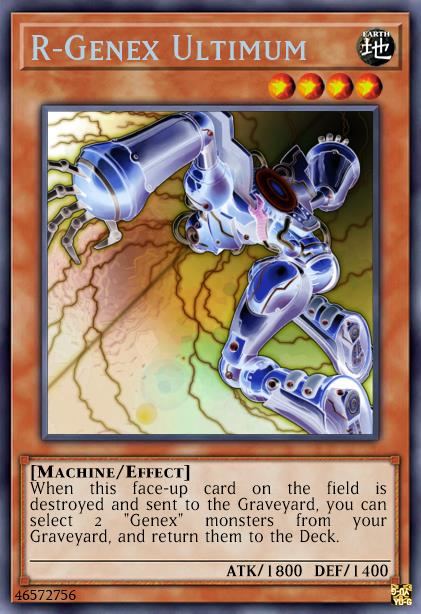 R-Genex Ultimum
EARTH
地
[Machine/Effect]
When this face-up card on the field is
destroyed and sent to the Graveyard, you can
select 2 "Genex" monsters from your
Graveyard, and return them to the Deck.
ATK/1800 DEF/1400
46572756